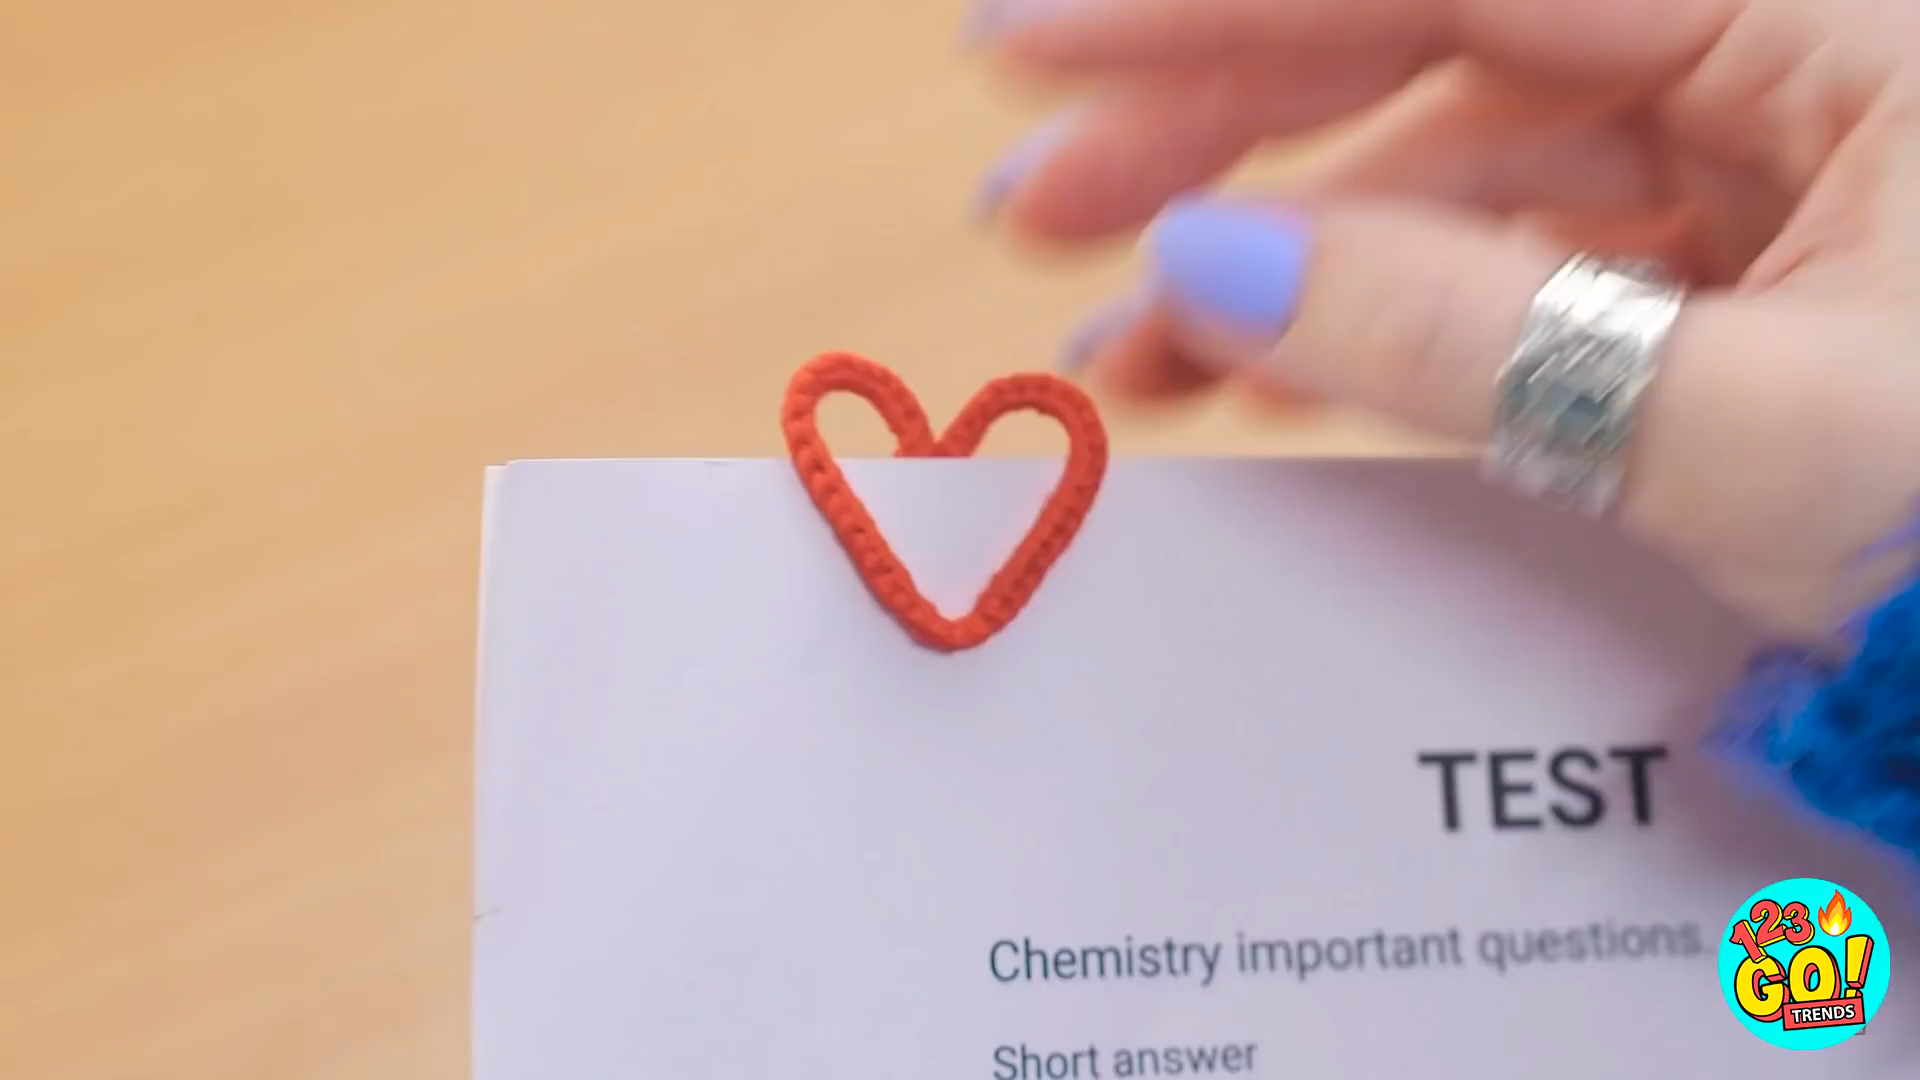 TEST
Chemistry important questions.
Short answer
123
GO!
TRENDS